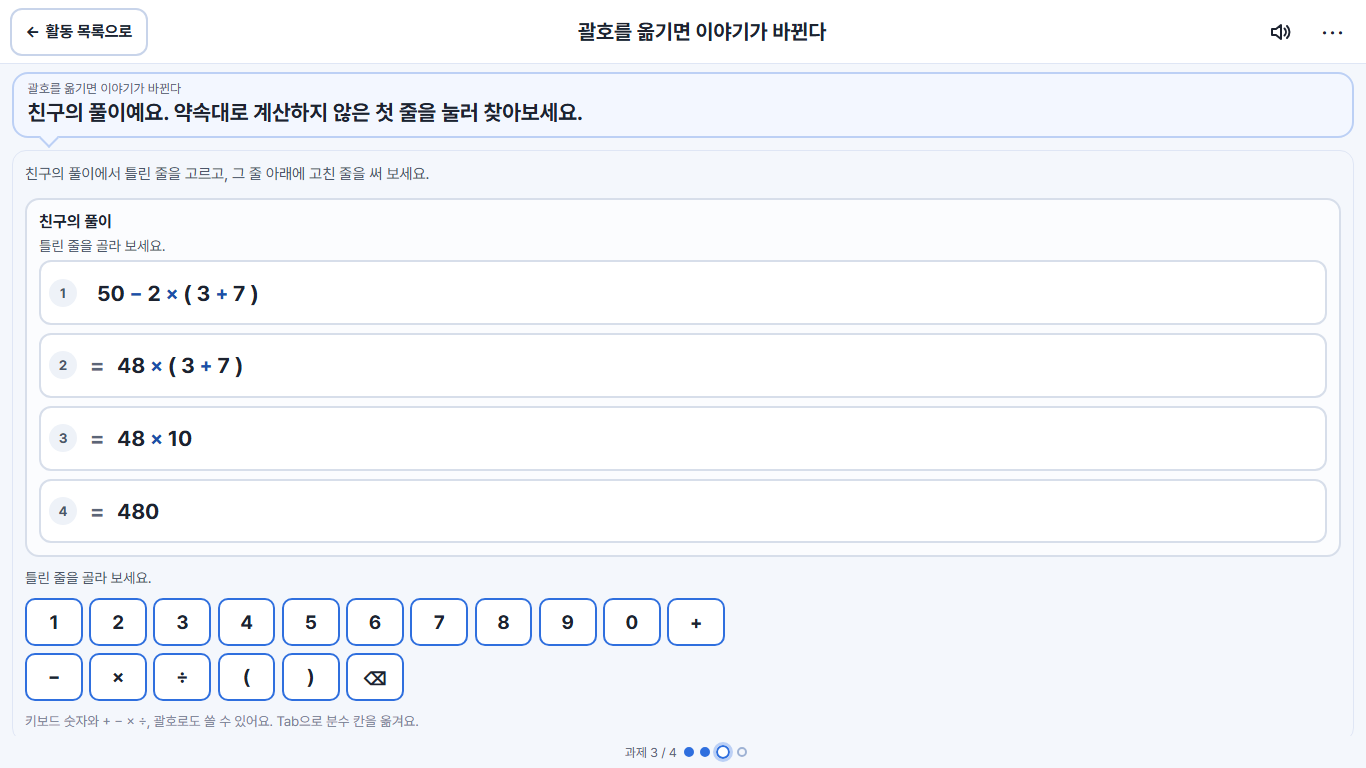 ← 활동 목록으로
괄호를 옮기면 이야기가 바뀐다
괄호를 옮기면 이야기가 바뀐다
친구의 풀이예요. 약속대로 계산하지 않은 첫 줄을 눌러 찾아보세요.
친구의 풀이에서 틀린 줄을 고르고, 그 줄 아래에 고친 줄을 써 보세요.
친구의 풀이
틀린 줄을 골라 보세요.
1 50 − 2 × ( 3 + 7 )
2 = 48 × ( 3 + 7 )
3 = 48 × 10
4 = 480
틀린 줄을 골라 보세요.
1 2 3 4 5 6 7 8 9 0 +
− × ÷ ( ) ⌫
키보드 숫자와 + − × ÷, 괄호로도 쓸 수 있어요. Tab으로 분수 칸을 옮겨요.
과제 3 / 4